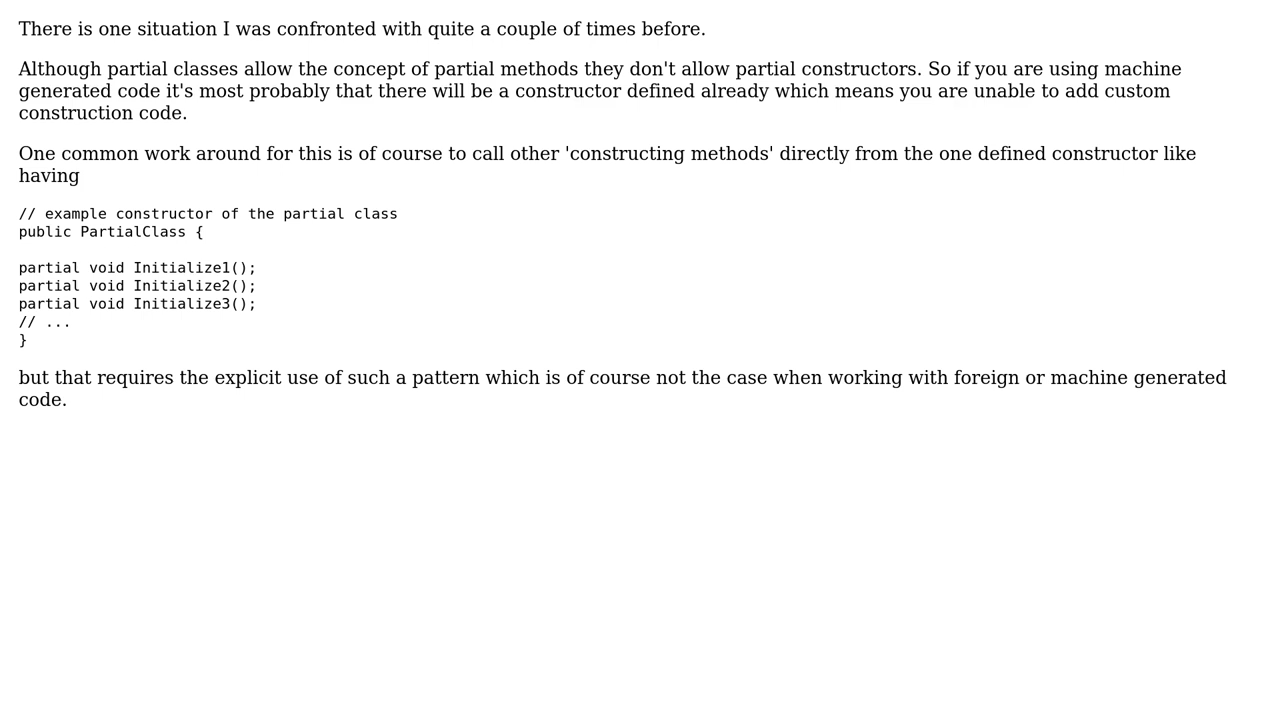 There is one situation I was confronted with quite a couple of times before.
Although partial classes allow the concept of partial methods they don't allow partial constructors. So if you are using machine
generated code it's most probably that there will be a constructor defined already which means you are unable to add custom
construction code.
One common work around for this is of course to call other 'constructing methods' directly from the one defined constructor like
having
// example constructor of the partial class
public PartialClass {
partial void Initialize1();
partial void Initialize2();
partial void Initialize3();
// ...
}
but that requires the explicit use of such a pattern which is of course not the case when working with foreign or machine generated
code.